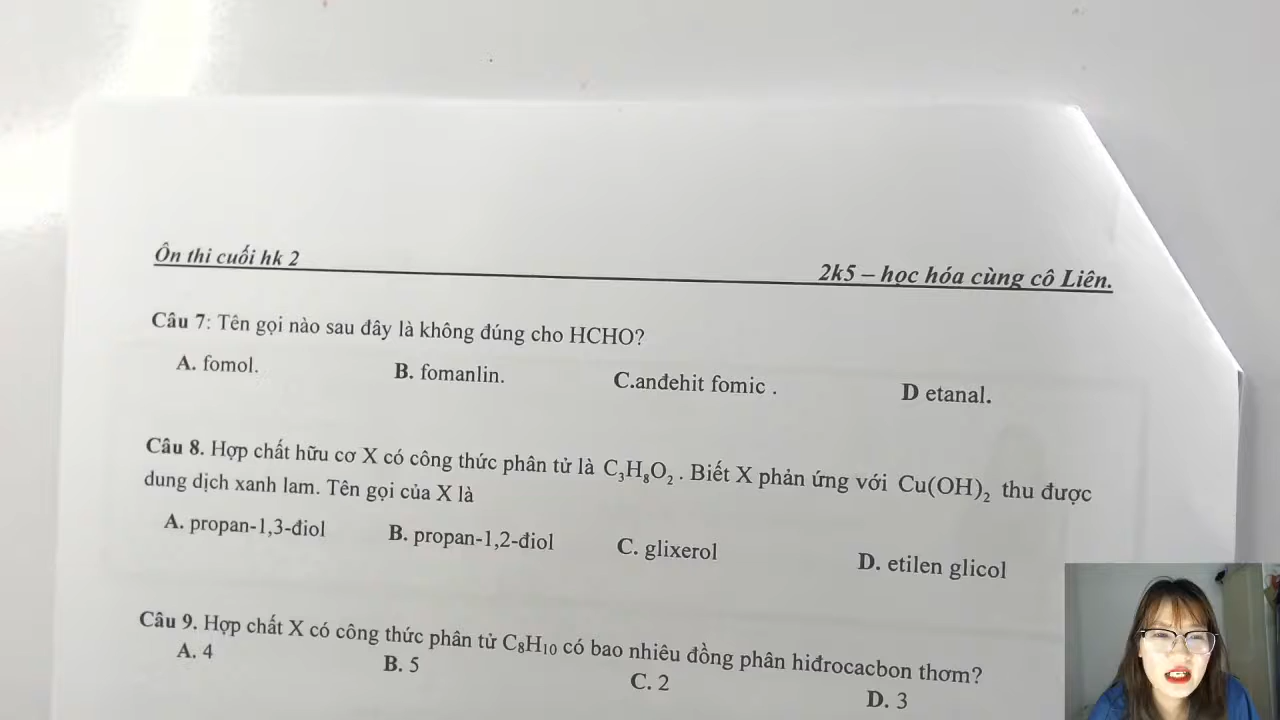 Ôn thi cuối hk 2
2k5 – học hóa cùng cô Liên.
Câu 7: Tên gọi nào sau đây là không đúng cho HCHO?
A. fomol. B. fomanlin. C.anđehit fomic . D etanal.
Câu 8. Hợp chất hữu cơ X có công thức phân tử là C₃H₈O₂ . Biết X phản ứng với Cu(OH)₂ thu được
dung dịch xanh lam. Tên gọi của X là
A. propan-1,3-điol B. propan-1,2-điol C. glixerol D. etilen glicol
Câu 9. Hợp chất X có công thức phân tử C₈H₁₀ có bao nhiêu đồng phân hiđrocacbon thơm?
A. 4 B. 5 C. 2 D. 3